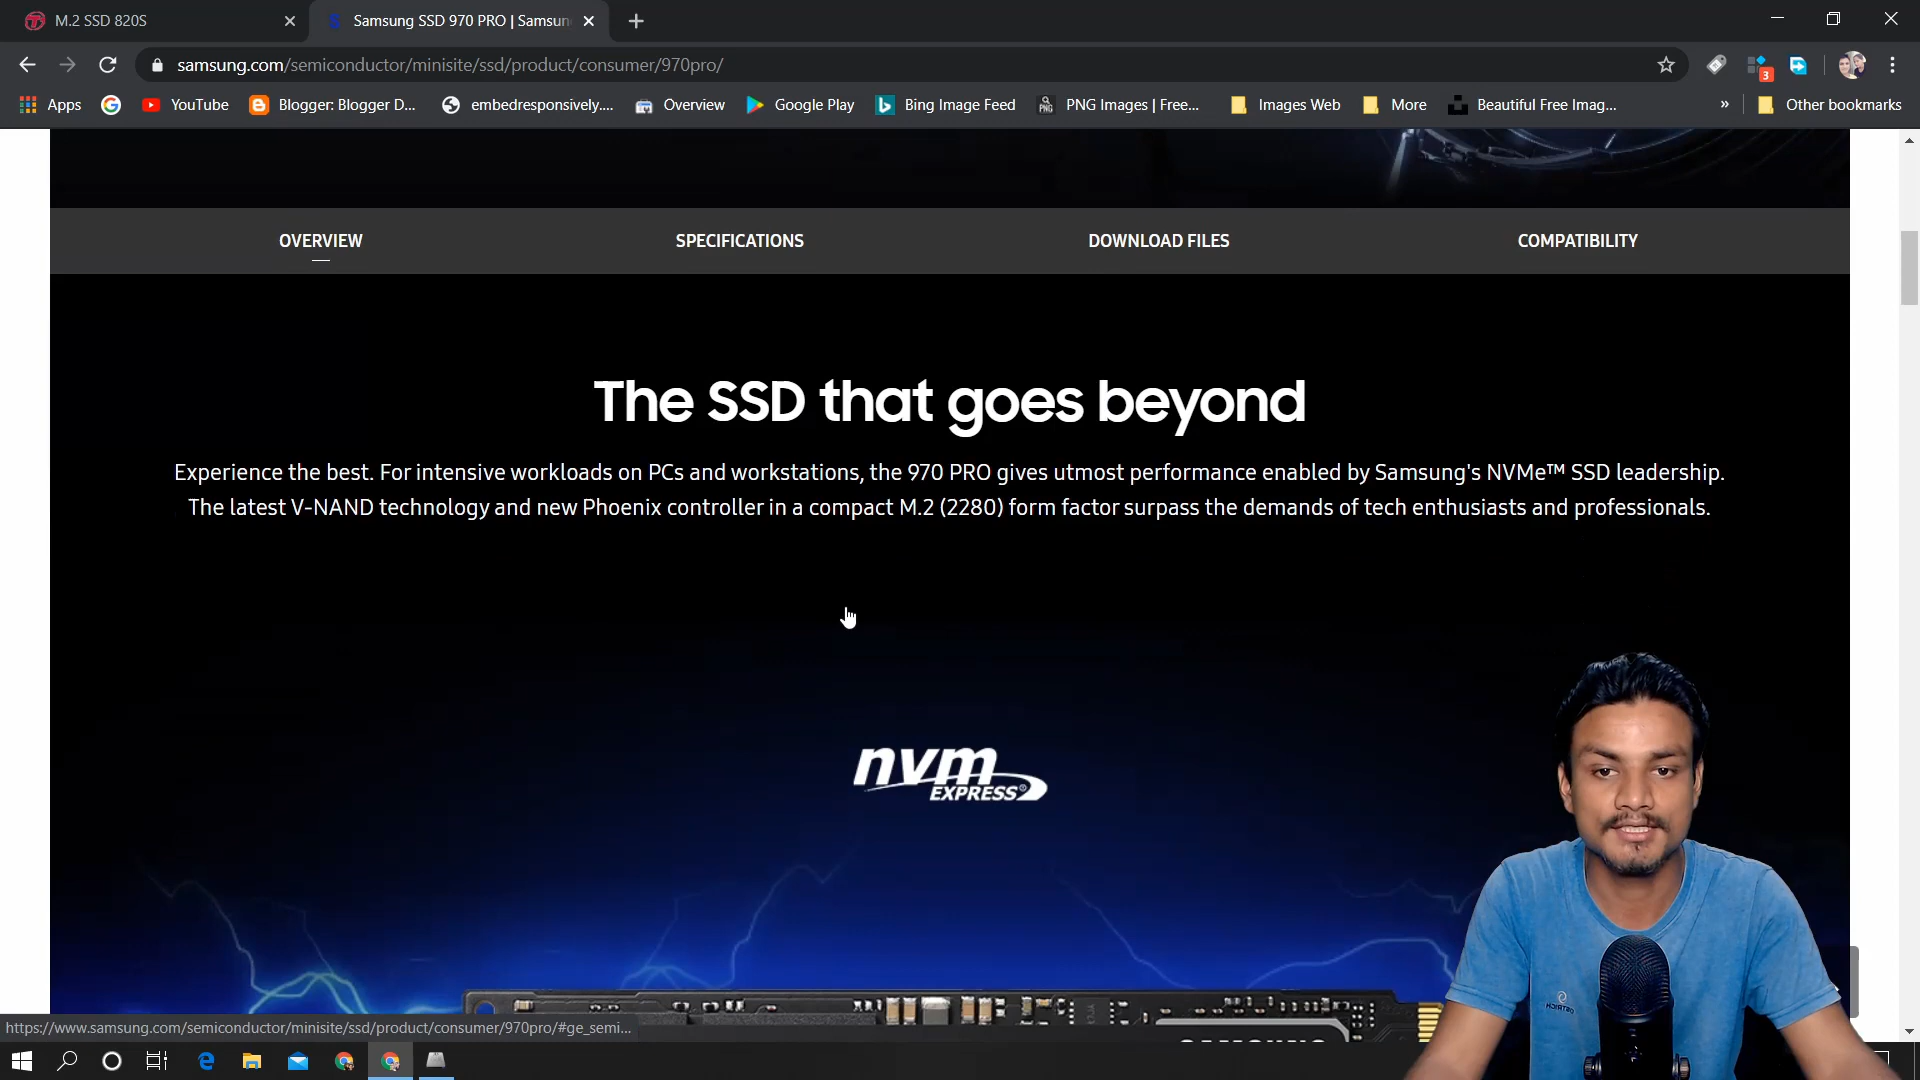 M.2 SSD 820S
Samsung SSD 970 PRO | Samsun
samsung.com/semiconductor/minisite/ssd/product/consumer/970pro/
3
Apps
YouTube
Blogger: Blogger D...
embedresponsively....
Overview
Google Play
Bing Image Feed
PNG Images | Free...
Images Web
More
Beautiful Free Imag...
»
Other bookmarks
OVERVIEW
SPECIFICATIONS
DOWNLOAD FILES
COMPATIBILITY
The SSD that goes beyond
Experience the best. For intensive workloads on PCs and workstations, the 970 PRO gives utmost performance enabled by Samsung's NVMe™ SSD leadership.
The latest V-NAND technology and new Phoenix controller in a compact M.2 (2280) form factor surpass the demands of tech enthusiasts and professionals.
nvm
EXPRESS®
SAMSUNG
https://www.samsung.com/semiconductor/minisite/ssd/product/consumer/970pro/#ge_semi...